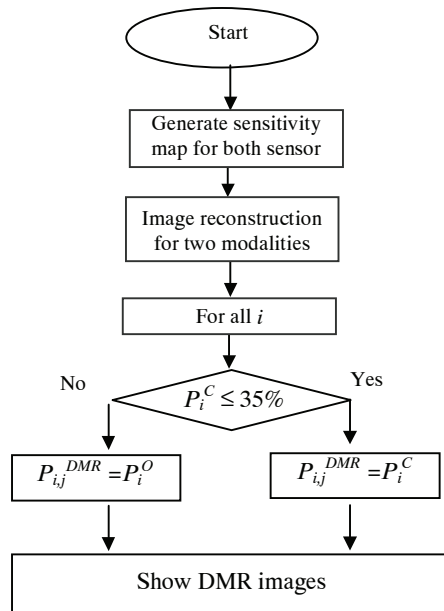 Start
Generate sensitivity
map for both sensor
Image reconstruction
for two modalities
For all i
No
Yes
P_i^C ≤ 35%
P_{i,j}^{DMR} =P_i^O
P_{i,j}^{DMR} =P_i^C
Show DMR images